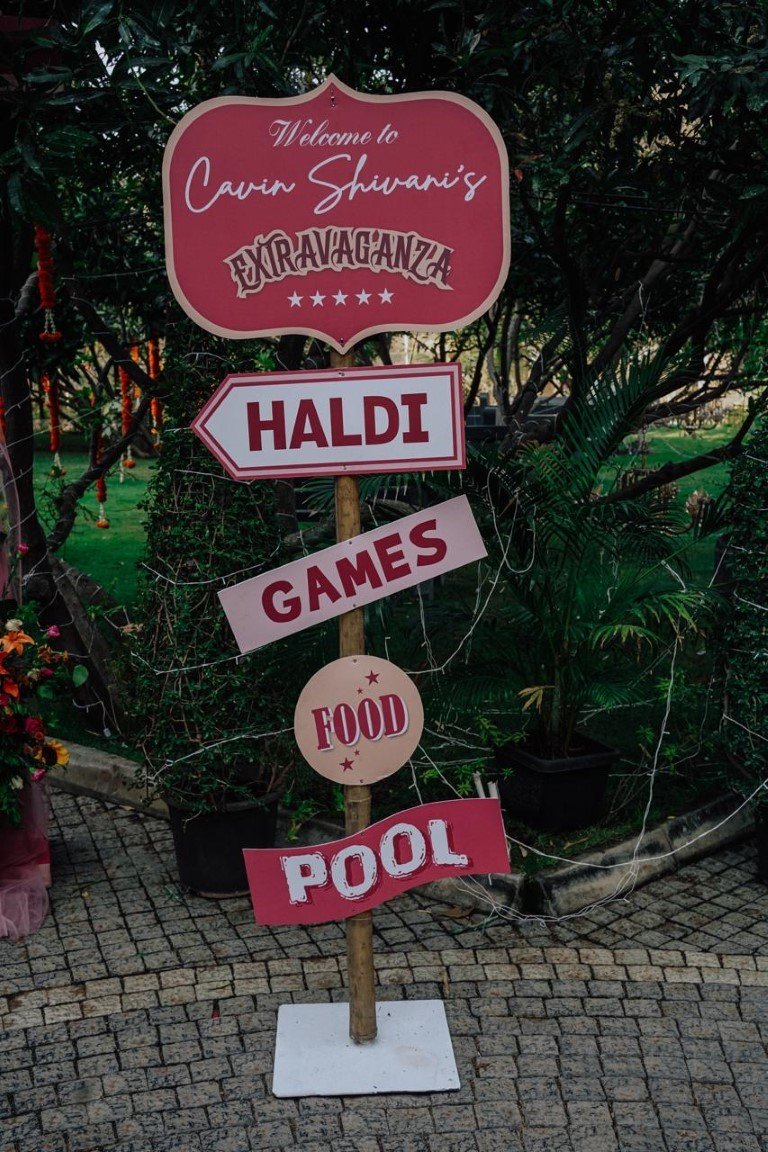 Welcome to
Cavin Shivani's
EXTRAVAGANZA
HALDI
GAMES
FOOD
POOL